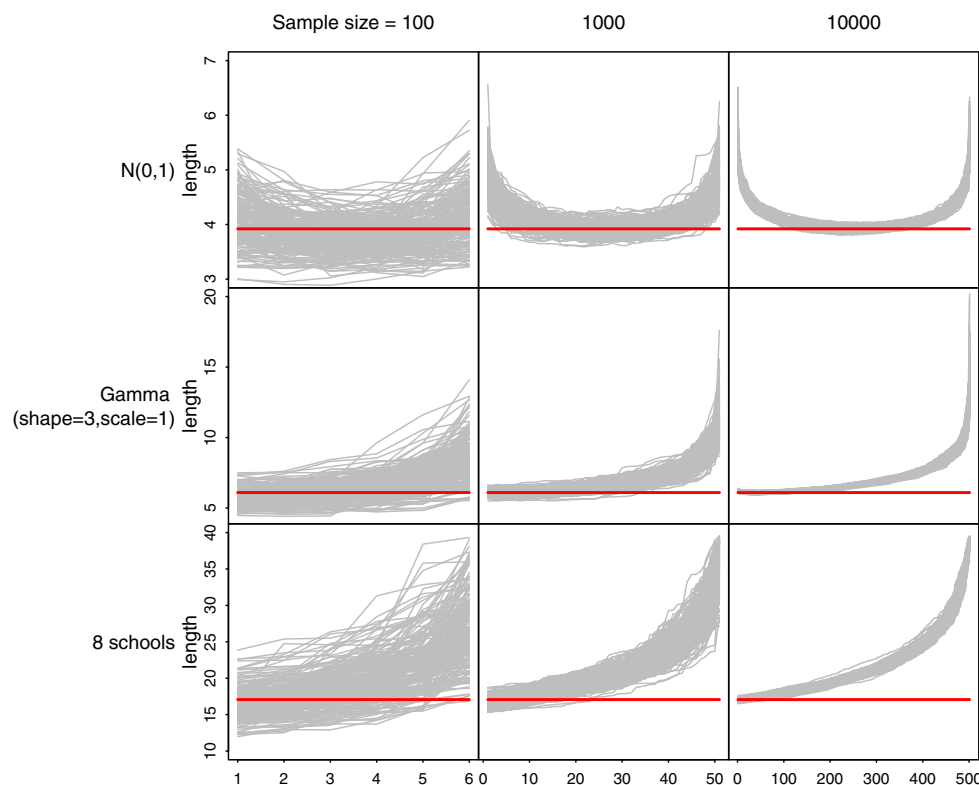 Sample size = 100 1000 10000
7
6
5
4
3
length
N(0,1)
20
15
10
5
length
Gamma
(shape=3,scale=1)
40
35
30
25
20
15
10
length
8 schools
1 2 3 4 5 6 0 10 20 30 40 50 0 100 200 300 400 500